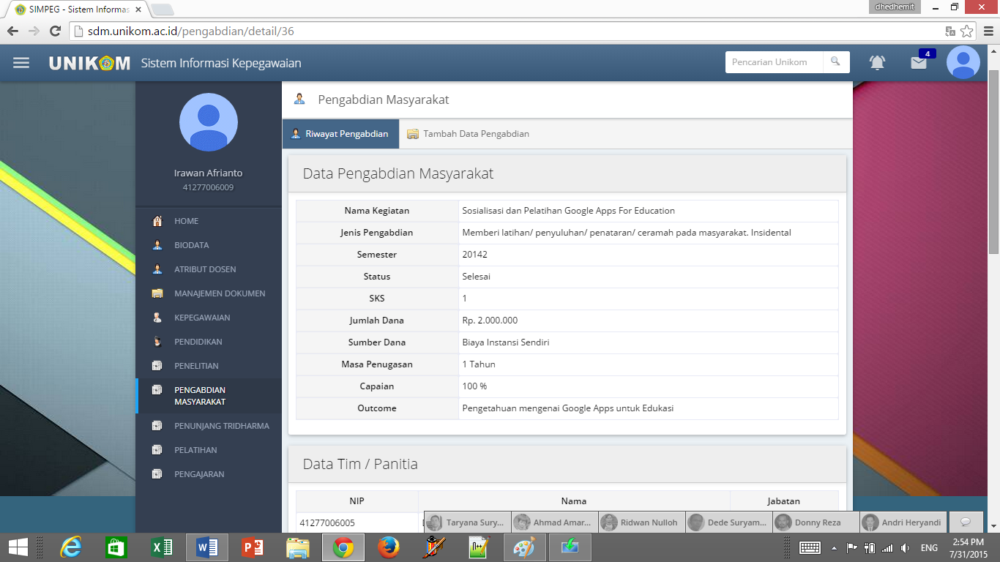 SIMPEG - Sistem Informas
dhedhemit
sdm.unikom.ac.id/pengabdian/detail/36
UNIKOM Sistem Informasi Kepegawaian
Pencarian Unikom
4
Irawan Afrianto
41277006009
HOME
BIODATA
ATRIBUT DOSEN
MANAJEMEN DOKUMEN
KEPEGAWAIAN
PENDIDIKAN
PENELITIAN
PENGABDIAN
MASYARAKAT
PENUNJANG TRIDHARMA
PELATIHAN
PENGAJARAN
Pengabdian Masyarakat
Riwayat Pengabdian Tambah Data Pengabdian
Data Pengabdian Masyarakat
Nama Kegiatan Sosialisasi dan Pelatihan Google Apps For Education
Jenis Pengabdian Memberi latihan/ penyuluhan/ penataran/ ceramah pada masyarakat. Insidental
Semester 20142
Status Selesai
SKS 1
Jumlah Dana Rp. 2.000.000
Sumber Dana Biaya Instansi Sendiri
Masa Penugasan 1 Tahun
Capaian 100 %
Outcome Pengetahuan mengenai Google Apps untuk Edukasi
Data Tim / Panitia
NIP Nama Jabatan
41277006005
Taryana Sury... Ahmad Amar... Ridwan Nulloh Dede Suryam... Donny Reza Andri Heryandi
ENG
2:54 PM
7/31/2015